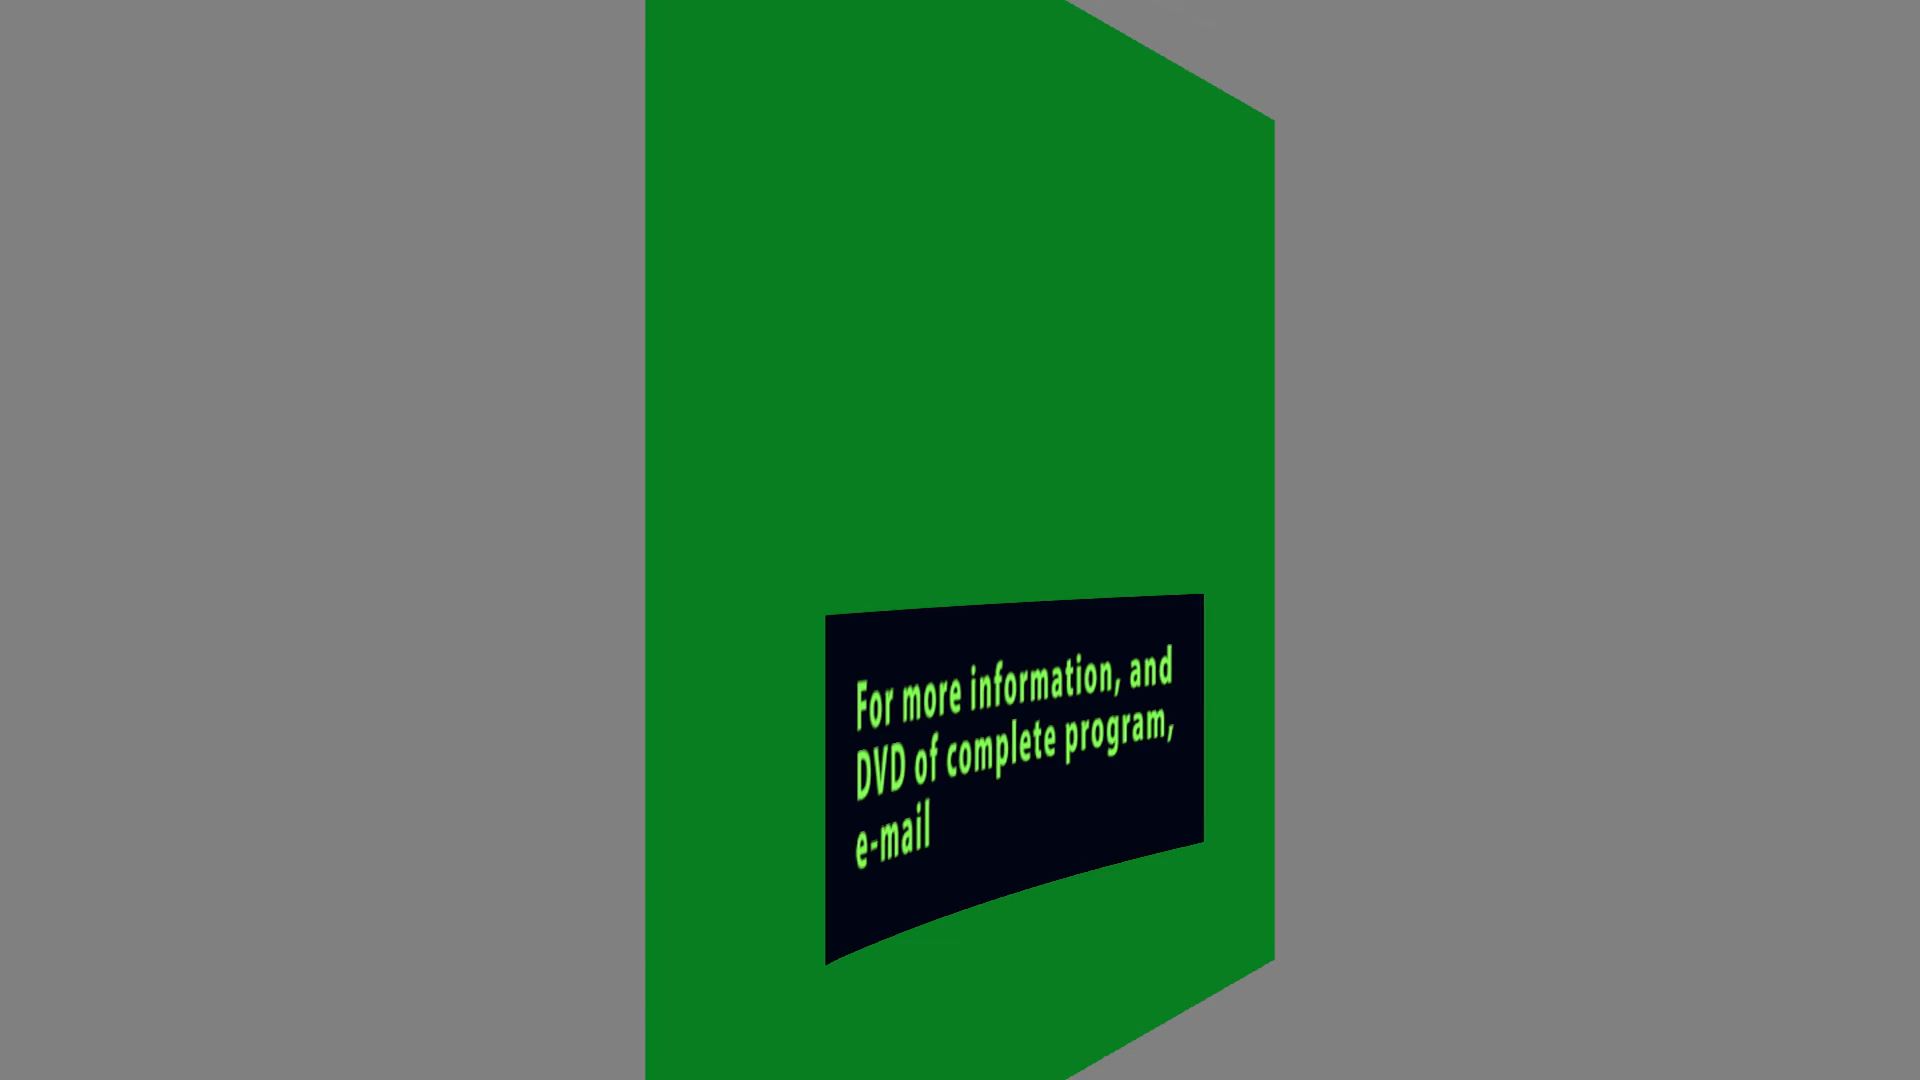 For more information, and
DVD of complete program,
e-mail